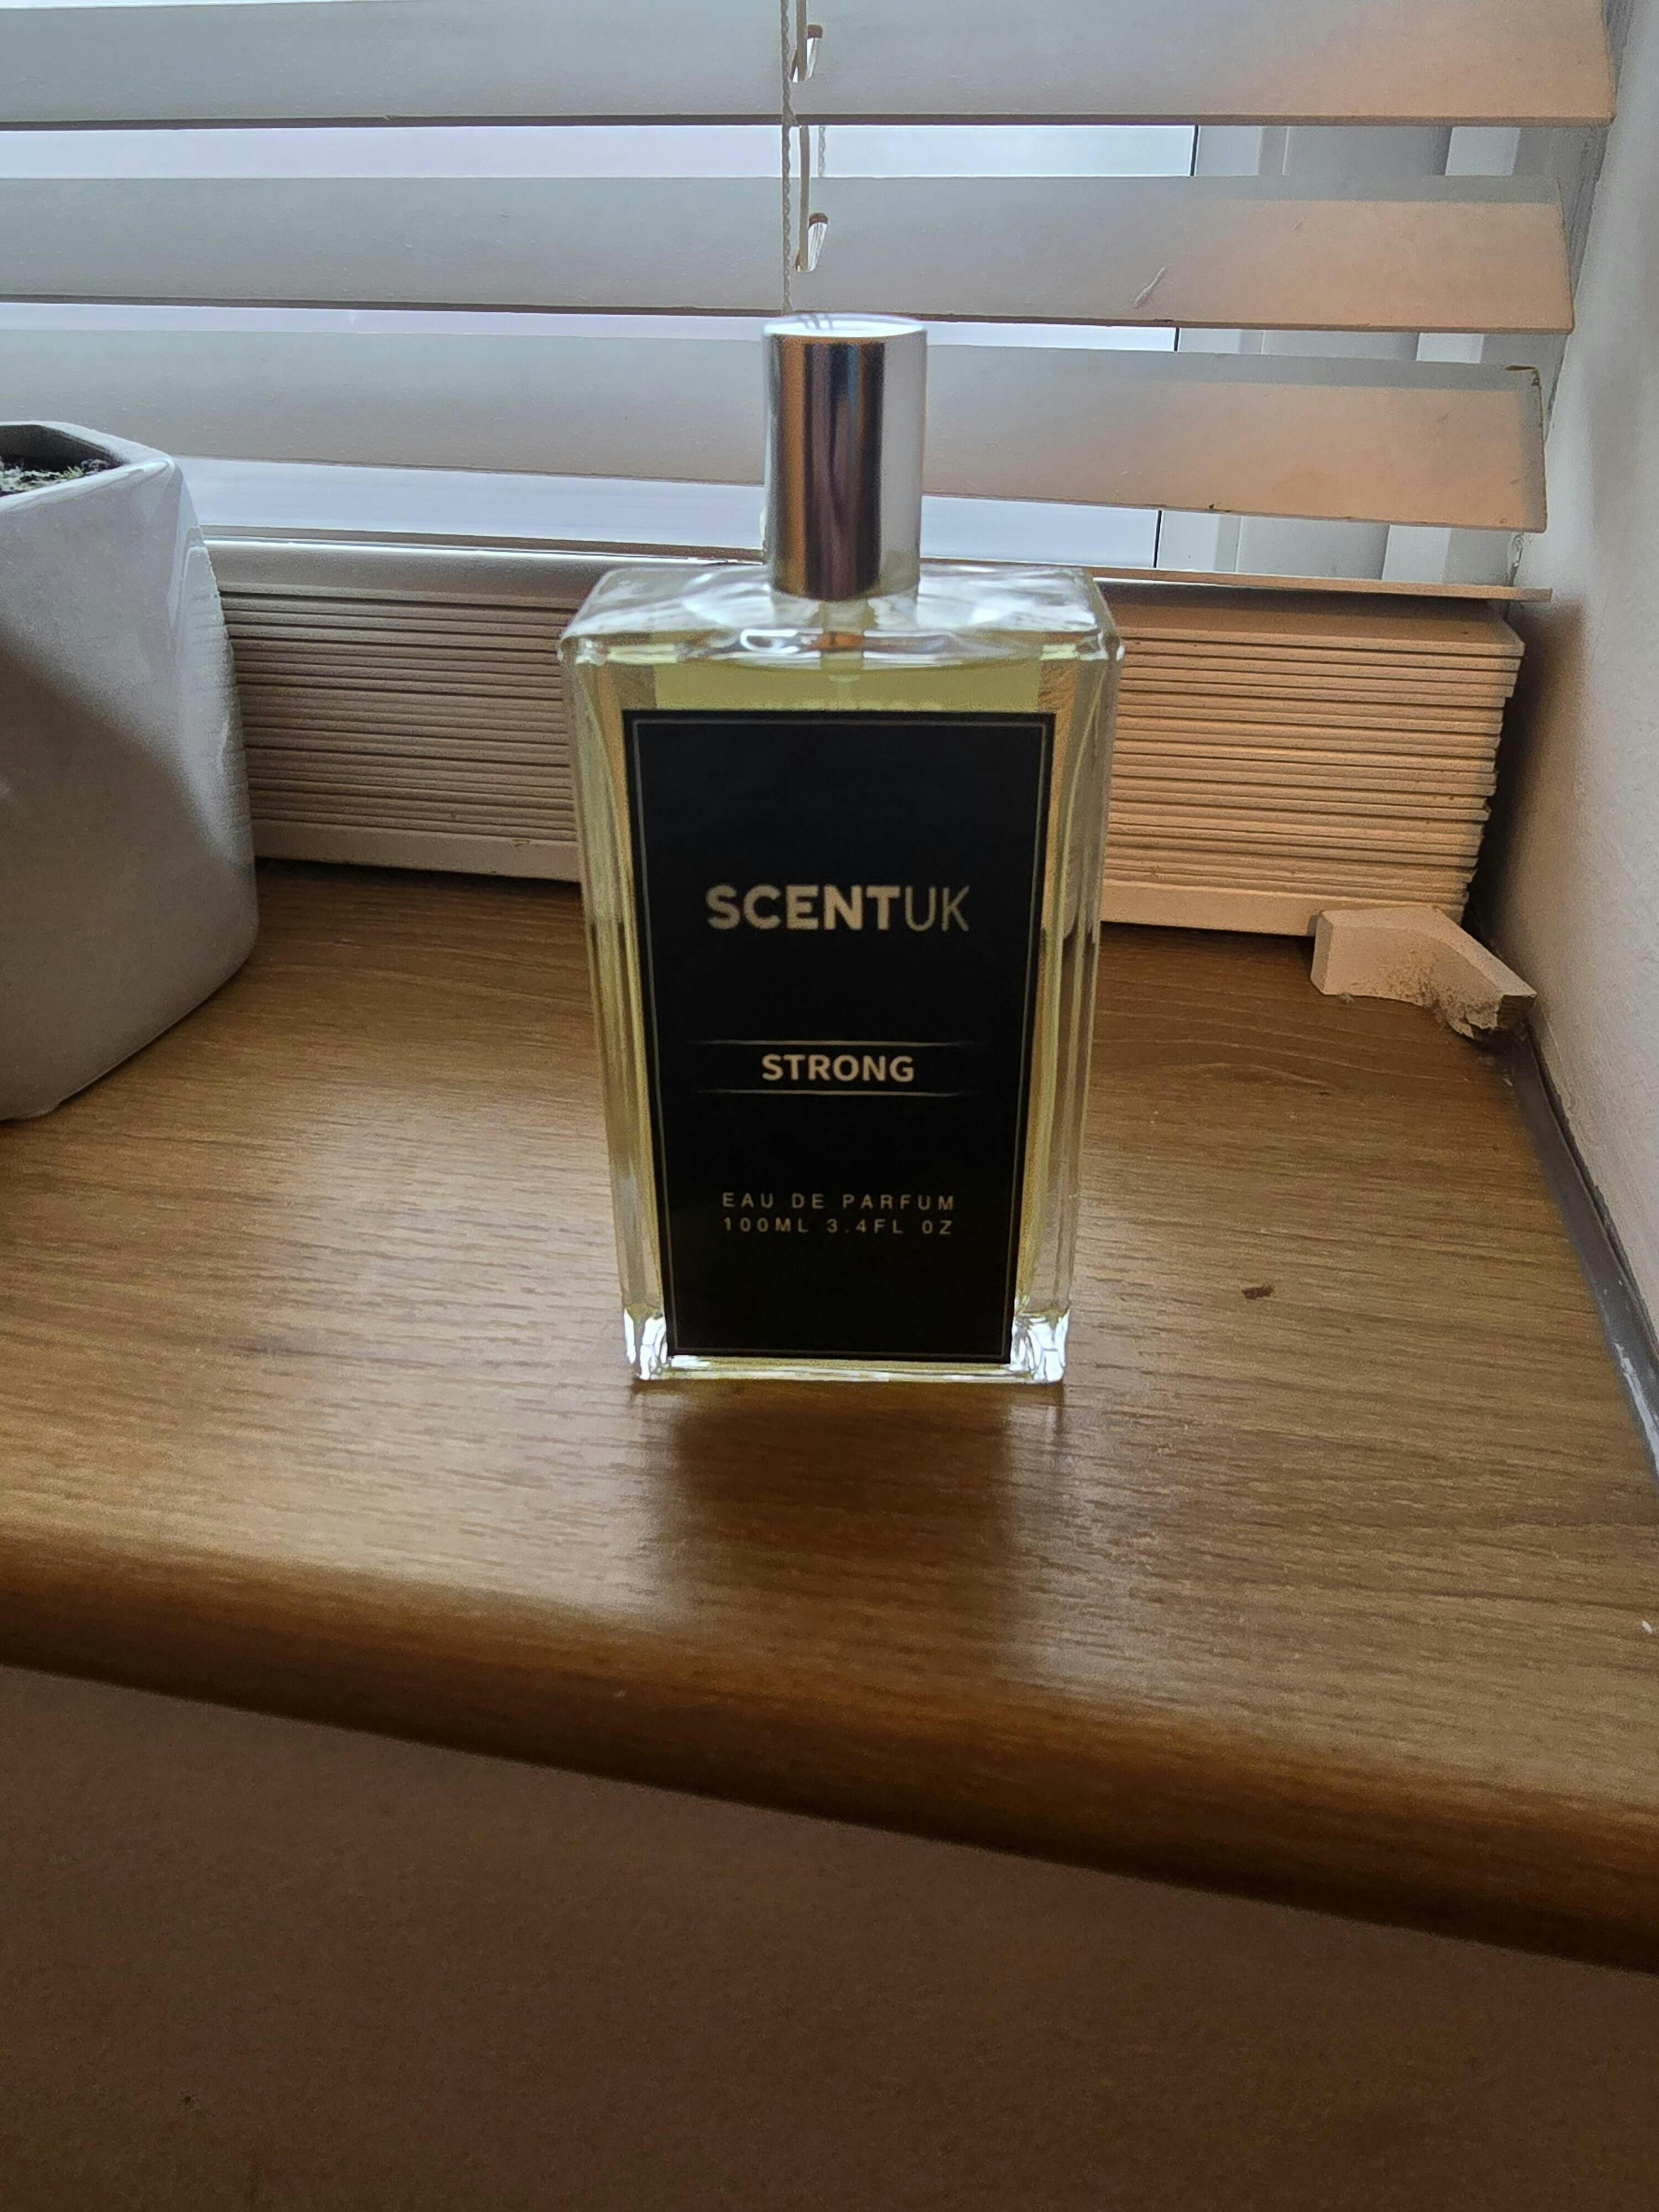 SCENTUK
STRONG
EAU DE PARFUM
100ML 3.4FL 0Z